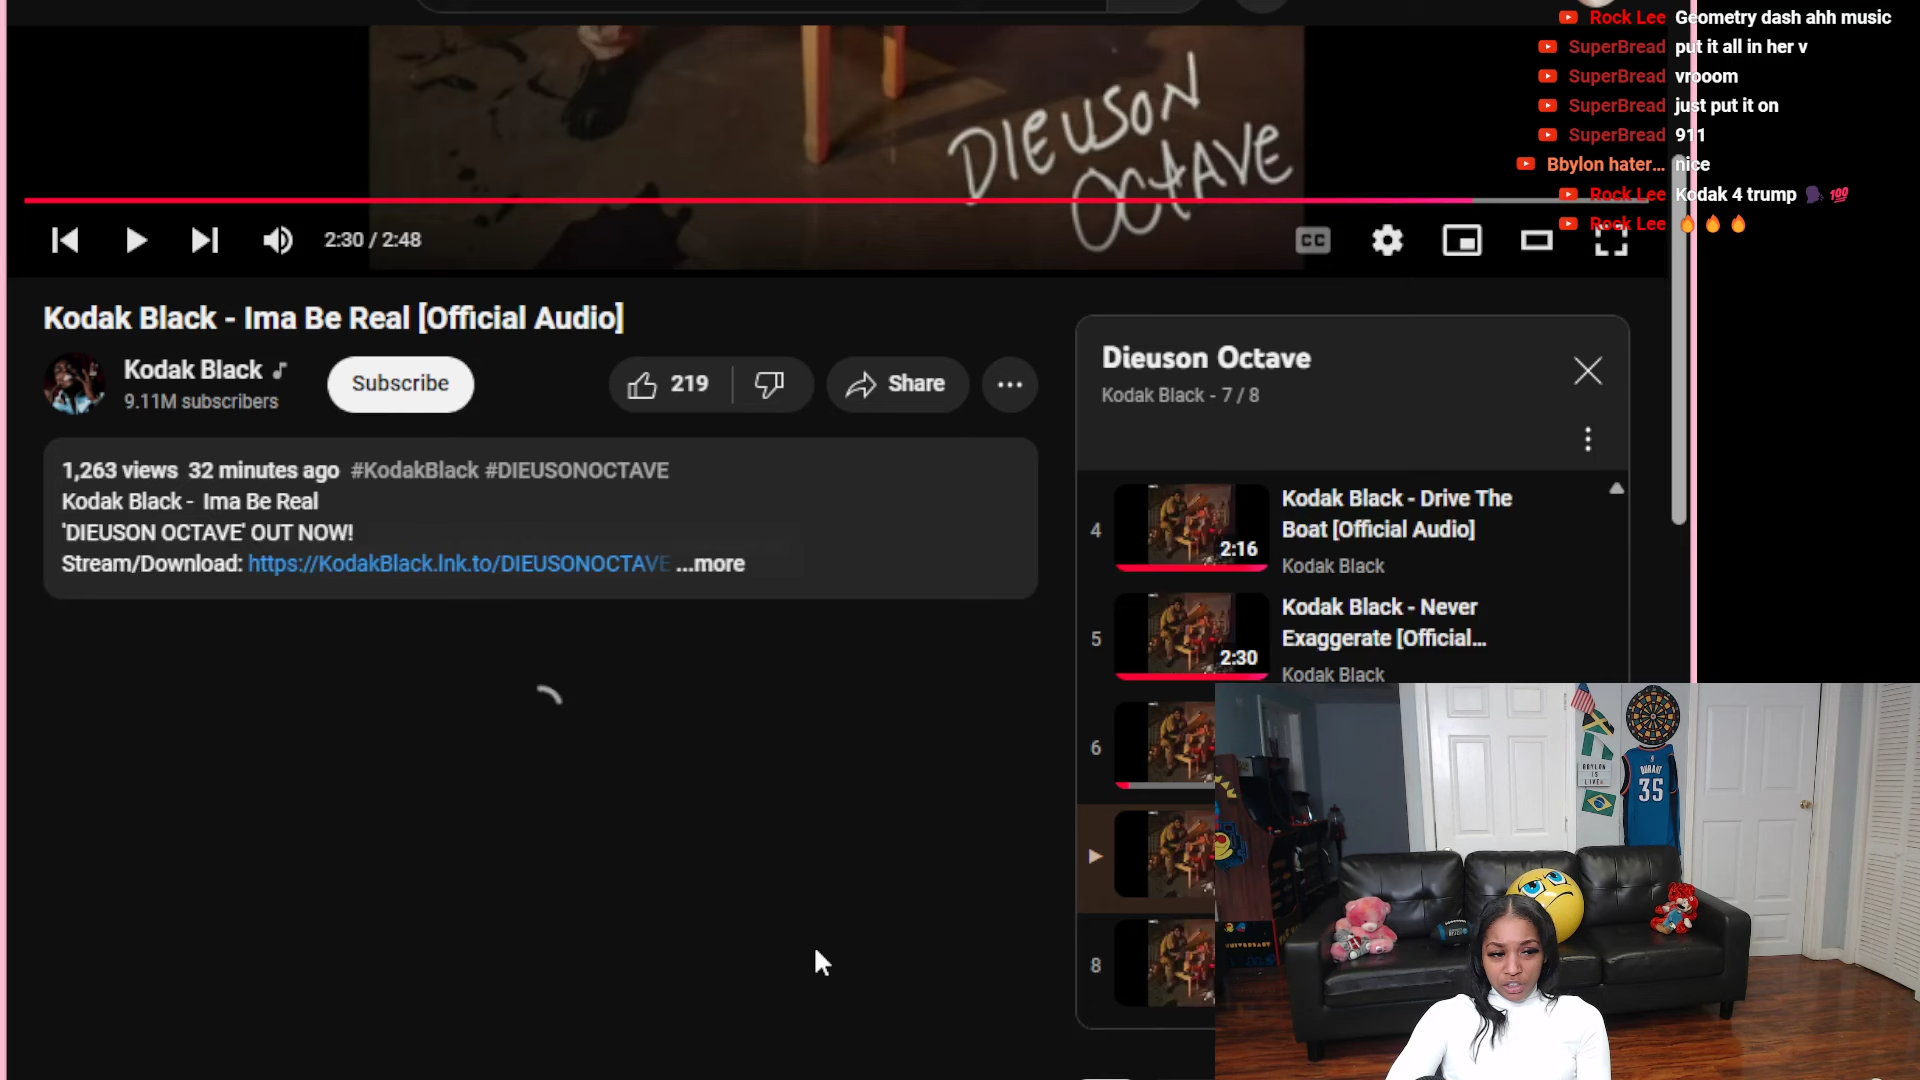 Rock Lee Geometry dash ahh music
SuperBread put it all in her v
SuperBread vrooom
SuperBread just put it on
SuperBread 911
Bbylon hater... nice
Rock Lee Kodak 4 trump 🗣 💯
Rock Lee 🔥 🔥 🔥
DIEUSON
OCTAVE
2:30 / 2:48
CC
Kodak Black - Ima Be Real [Official Audio]
Kodak Black
9.11M subscribers
Subscribe
219
Share
1,263 views 32 minutes ago #KodakBlack #DIEUSONOCTAVE
Kodak Black - Ima Be Real
'DIEUSON OCTAVE' OUT NOW!
Stream/Download: https://KodakBlack.lnk.to/DIEUSONOCTAVE ...more
Dieuson Octave
Kodak Black - 7 / 8
4
2:16
Kodak Black - Drive The
Boat [Official Audio]
Kodak Black
5
2:30
Kodak Black - Never
Exaggerate [Official...
Kodak Black
6
8
BBYLON
IS
LIVE
DURANT
35